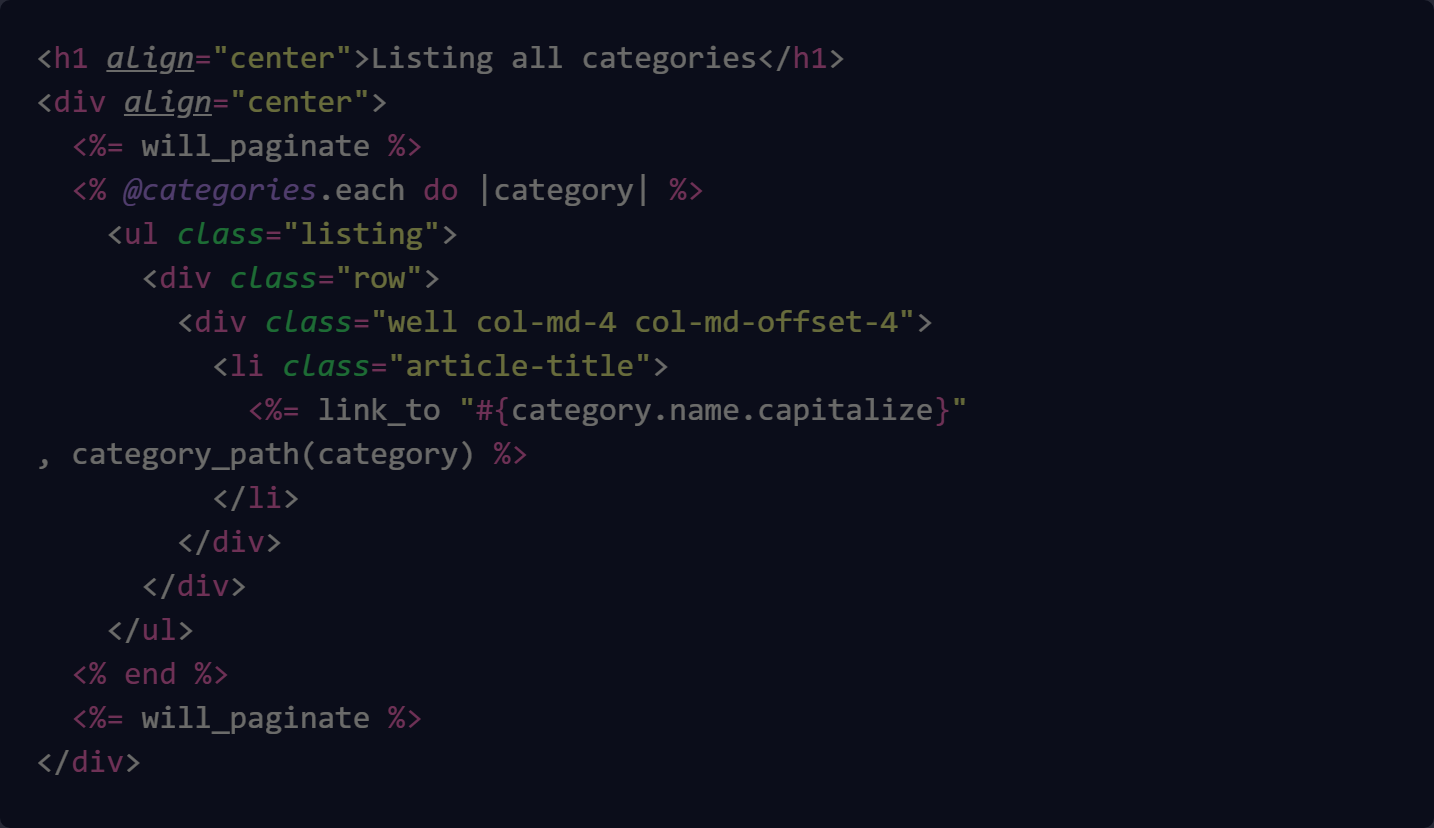 <h1 align="center">Listing all categories</h1>
<div align="center">
  <%= will_paginate %>
  <% @categories.each do |category| %>
    <ul class="listing">
      <div class="row">
        <div class="well col-md-4 col-md-offset-4">
          <li class="article-title">
            <%= link_to "#{category.name.capitalize}"
, category_path(category) %>
          </li>
        </div>
      </div>
    </ul>
  <% end %>
  <%= will_paginate %>
</div>